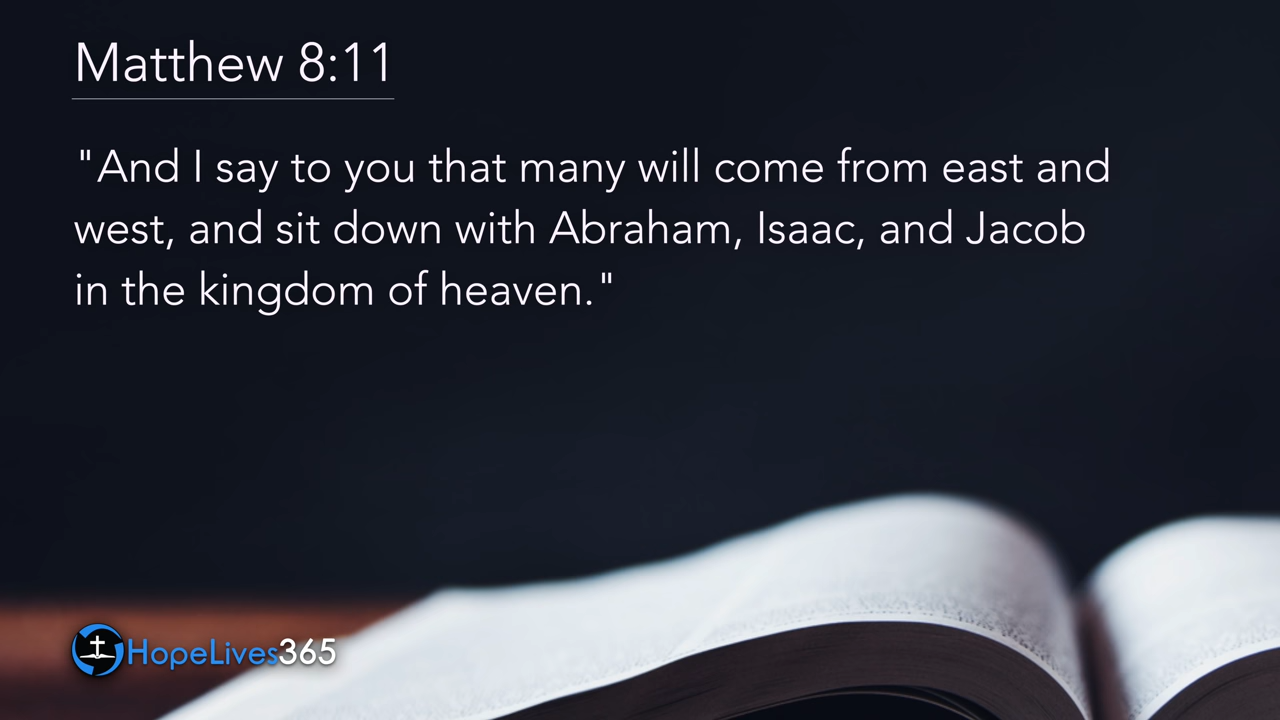 Matthew 8:11
"And I say to you that many will come from east and
west, and sit down with Abraham, Isaac, and Jacob
in the kingdom of heaven."
HopeLives365